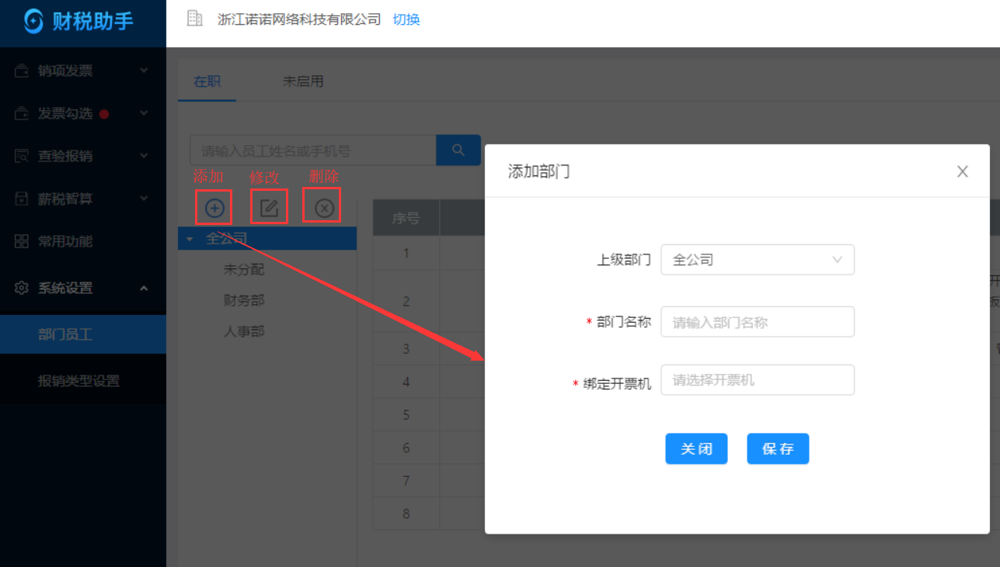 财税助手
浙江诺诺网络科技有限公司 切换
销项发票
发票勾选
查验报销
薪税智算
常用功能
系统设置
部门员工
报销类型设置
在职 未启用
请输入员工姓名或手机号
添加 修改 删除
全公司
未分配
财务部
人事部
序号
1
2
3
4
5
6
7
8
添加部门
上级部门 全公司
* 部门名称 请输入部门名称
* 绑定开票机 请选择开票机
关闭 保存